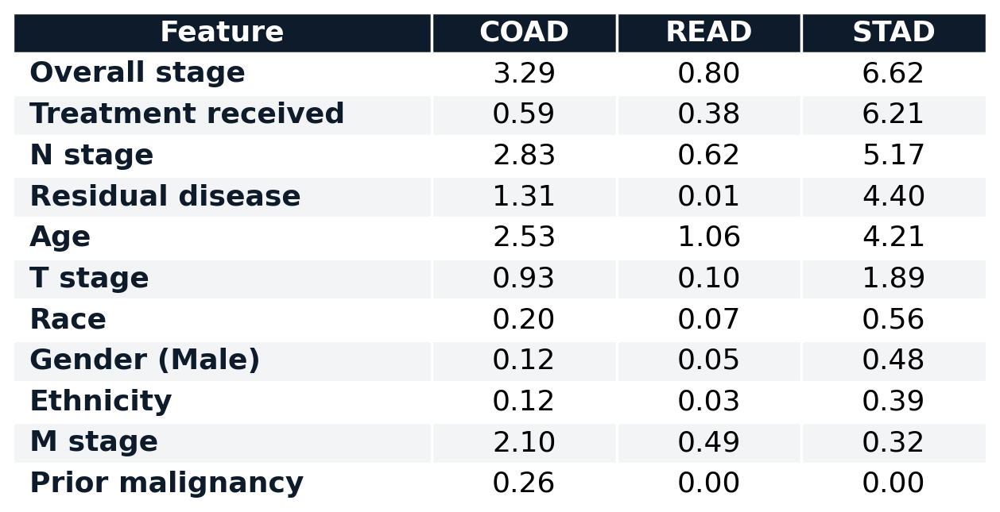 Feature COAD READ STAD
Overall stage 3.29 0.80 6.62
Treatment received 0.59 0.38 6.21
N stage 2.83 0.62 5.17
Residual disease 1.31 0.01 4.40
Age 2.53 1.06 4.21
T stage 0.93 0.10 1.89
Race 0.20 0.07 0.56
Gender (Male) 0.12 0.05 0.48
Ethnicity 0.12 0.03 0.39
M stage 2.10 0.49 0.32
Prior malignancy 0.26 0.00 0.00